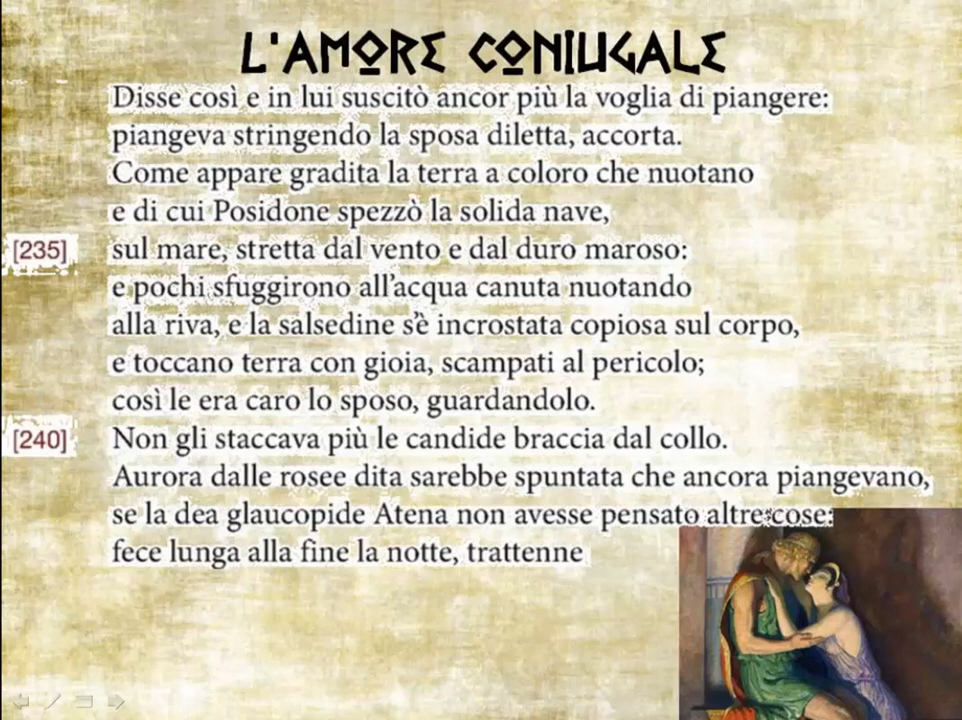 L'AMORE CONIUGALE
Disse così e in lui suscitò ancor più la voglia di piangere:
piangeva stringendo la sposa diletta, accorta.
Come appare gradita la terra a coloro che nuotano
e di cui Posidone spezzò la solida nave,
[235] sul mare, stretta dal vento e dal duro maroso:
e pochi sfuggirono all'acqua canuta nuotando
alla riva, e la salsedine s'è incrostata copiosa sul corpo,
e toccano terra con gioia, scampati al pericolo;
così le era caro lo sposo, guardandolo.
[240] Non gli staccava più le candide braccia dal collo.
Aurora dalle rosee dita sarebbe spuntata che ancora piangevano,
se la dea glaucopide Atena non avesse pensato altre cose:
fece lunga alla fine la notte, trattenne